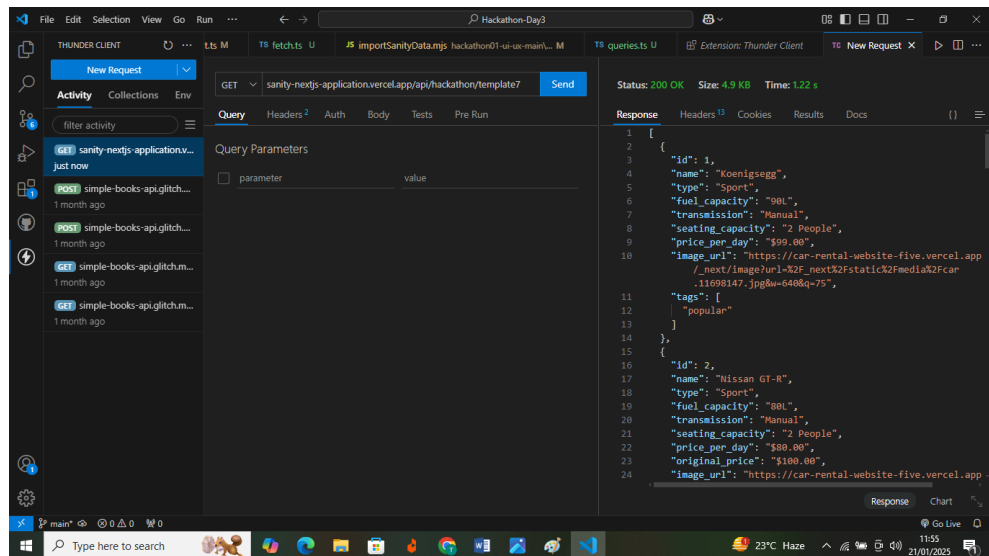 File Edit Selection View Go Run ··· Hackathon-Day3
THUNDER CLIENT
t.ts M TS fetch.ts U JS importSanityData.mjs hackathon01-ui-ux-main\... M TS queries.ts U Extension: Thunder Client TC New Request
New Request
Activity Collections Env
filter activity
GET sanity-nextjs-application.v...
just now
POST simple-books-api.glitch....
1 month ago
POST simple-books-api.glitch....
1 month ago
GET simple-books-api.glitch.m...
1 month ago
GET simple-books-api.glitch.m...
1 month ago
GET sanity-nextjs-application.vercel.app/api/hackathon/template7 Send
Query Headers 2 Auth Body Tests Pre Run
Query Parameters
parameter value
Status: 200 OK Size: 4.9 KB Time: 1.22 s
Response Headers 13 Cookies Results Docs { }
1 [
2 {
3 "id": 1,
4 "name": "Koenigsegg",
5 "type": "Sport",
6 "fuel_capacity": "90L",
7 "transmission": "Manual",
8 "seating_capacity": "2 People",
9 "price_per_day": "$99.00",
10 "image_url": "https://car-rental-website-five.vercel.app
/_next/image?url=%2F_next%2Fstatic%2Fmedia%2Fcar
.11698147.jpg&w=640&q=75",
11 "tags": [
12 "popular"
13 ]
14 },
15 {
16 "id": 2,
17 "name": "Nissan GT-R",
18 "type": "Sport",
19 "fuel_capacity": "80L",
20 "transmission": "Manual",
21 "seating_capacity": "2 People",
22 "price_per_day": "$80.00",
23 "original_price": "$100.00",
24 "image_url": "https://car-rental-website-five.vercel.app
Response Chart
main* 0 0 0 Go Live
Type here to search 23°C Haze 11:55
21/01/2025